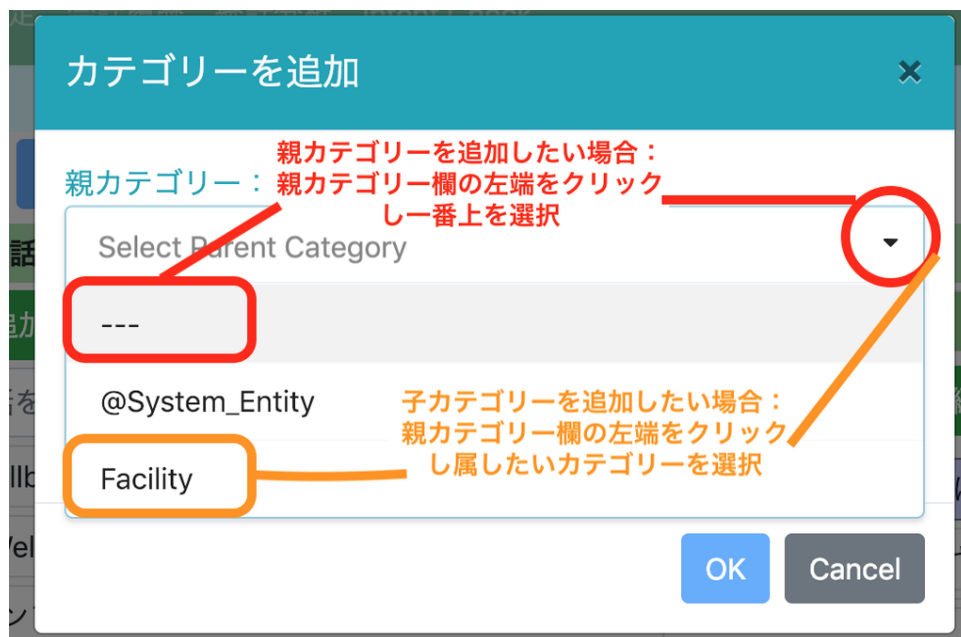 カテゴリーを追加
×
親カテゴリーを追加したい場合：
親カテゴリー：
親カテゴリー欄の左端をクリック
し一番上を選択
Select Parent Category
---
@System_Entity
子カテゴリーを追加したい場合：
親カテゴリー欄の左端をクリック
し属したいカテゴリーを選択
Facility
OK
Cancel
話
追加